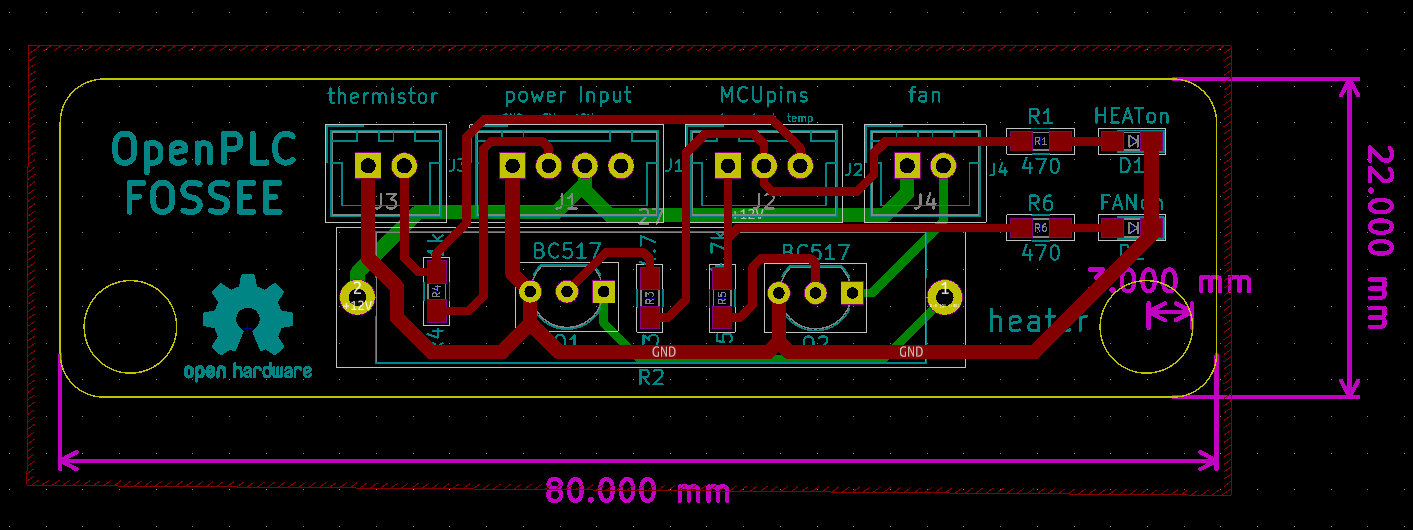 thermistor
power Input
MCUpins
fan
temp
R1
HEATon
OpenPLC
FOSSEE
J3
J1
J2
J4
R1
470
D1
J3
J1
J2
J4
27
+12V
R6
FANon
R6
470
BC517
BC517
22.000 mm
2
+12V
R4
R3
R5
1
7.000 mm
heater
GND
GND
open hardware
R2
80.000 mm